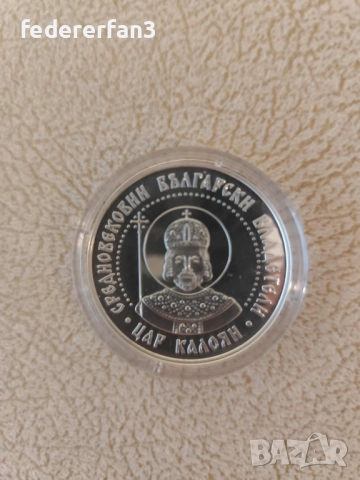 federerfan3
СРЕДНОВЕКОВНИ БЪЛГАРСКИ ВЛАДЕТЕЛИ
• ЦАР КАЛОЯН •
BAZAR